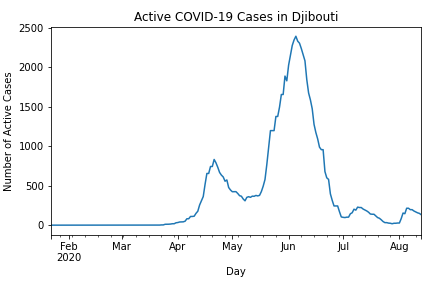 Active COVID-19 Cases in Djibouti
Number of Active Cases
2500
2000
1500
1000
500
0
Feb Mar Apr May Jun Jul Aug
2020
Day